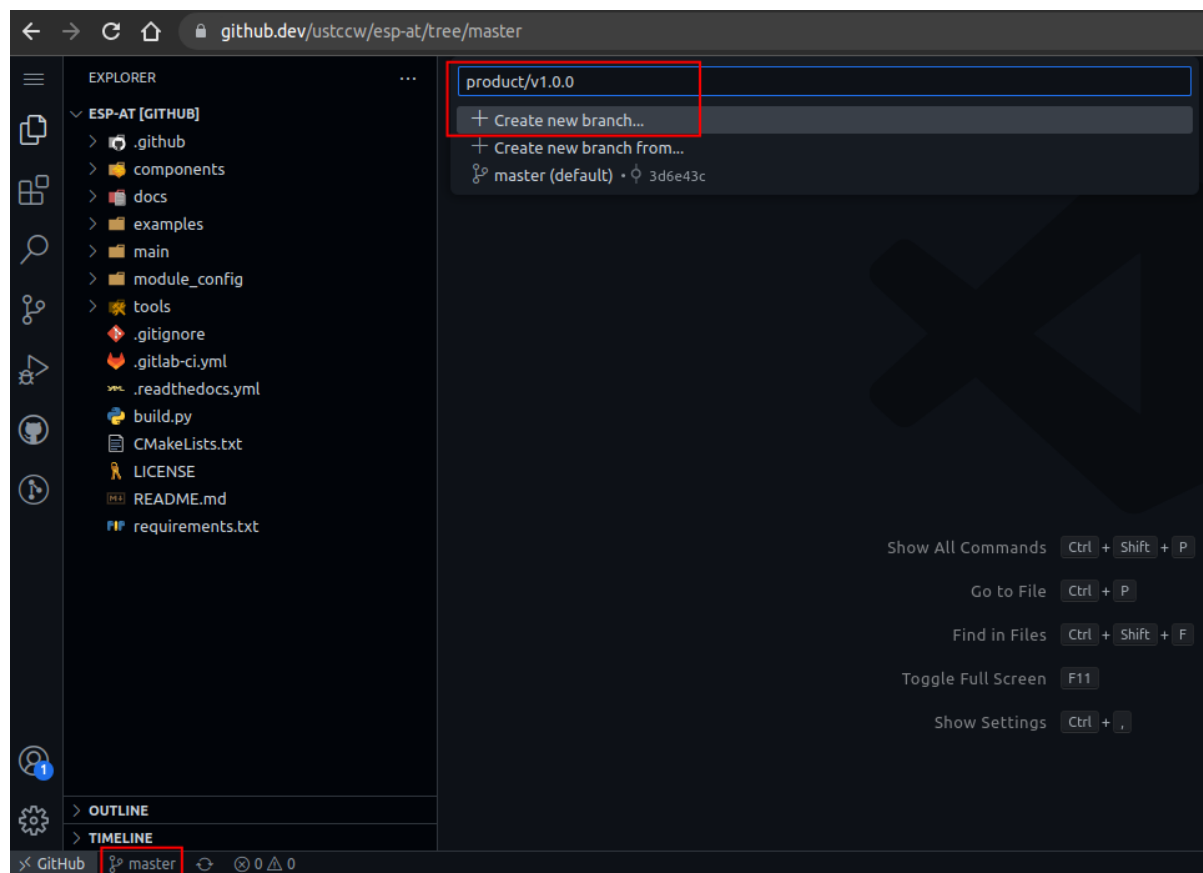 github.dev/ustccw/esp-at/tree/master
EXPLORER
ESP-AT [GITHUB]
.github
components
docs
examples
main
module_config
tools
.gitignore
.gitlab-ci.yml
.readthedocs.yml
build.py
CMakeLists.txt
LICENSE
README.md
requirements.txt
OUTLINE
TIMELINE
product/v1.0.0
+ Create new branch...
+ Create new branch from...
master (default) • 3d6e43c
Show All Commands Ctrl + Shift + P
Go to File Ctrl + P
Find in Files Ctrl + Shift + F
Toggle Full Screen F11
Show Settings Ctrl + ,
1
GitHub master 0 0